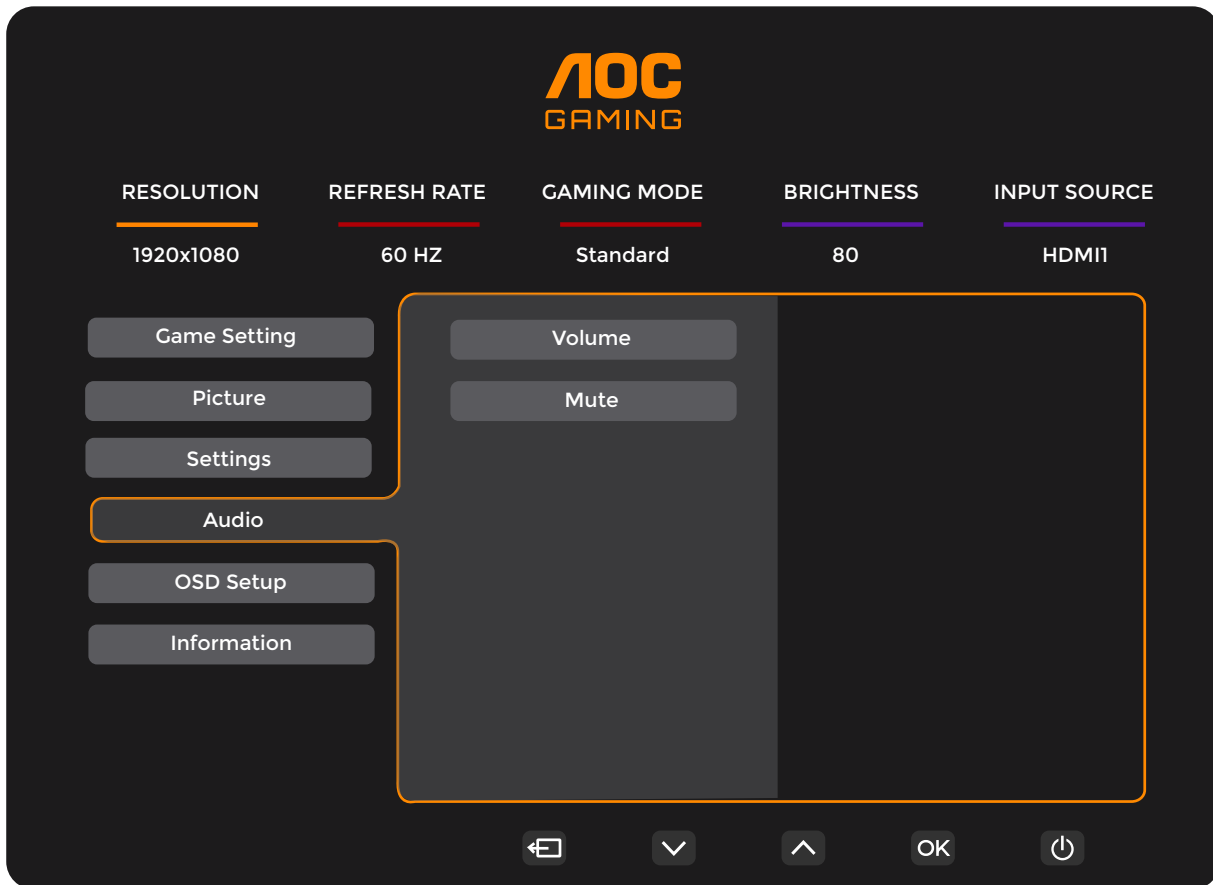 AOC
GAMING
RESOLUTION REFRESH RATE GAMING MODE BRIGHTNESS INPUT SOURCE
1920x1080 60 HZ Standard 80 HDMI1
Game Setting
Volume
Picture
Mute
Settings
Audio
OSD Setup
Information
OK